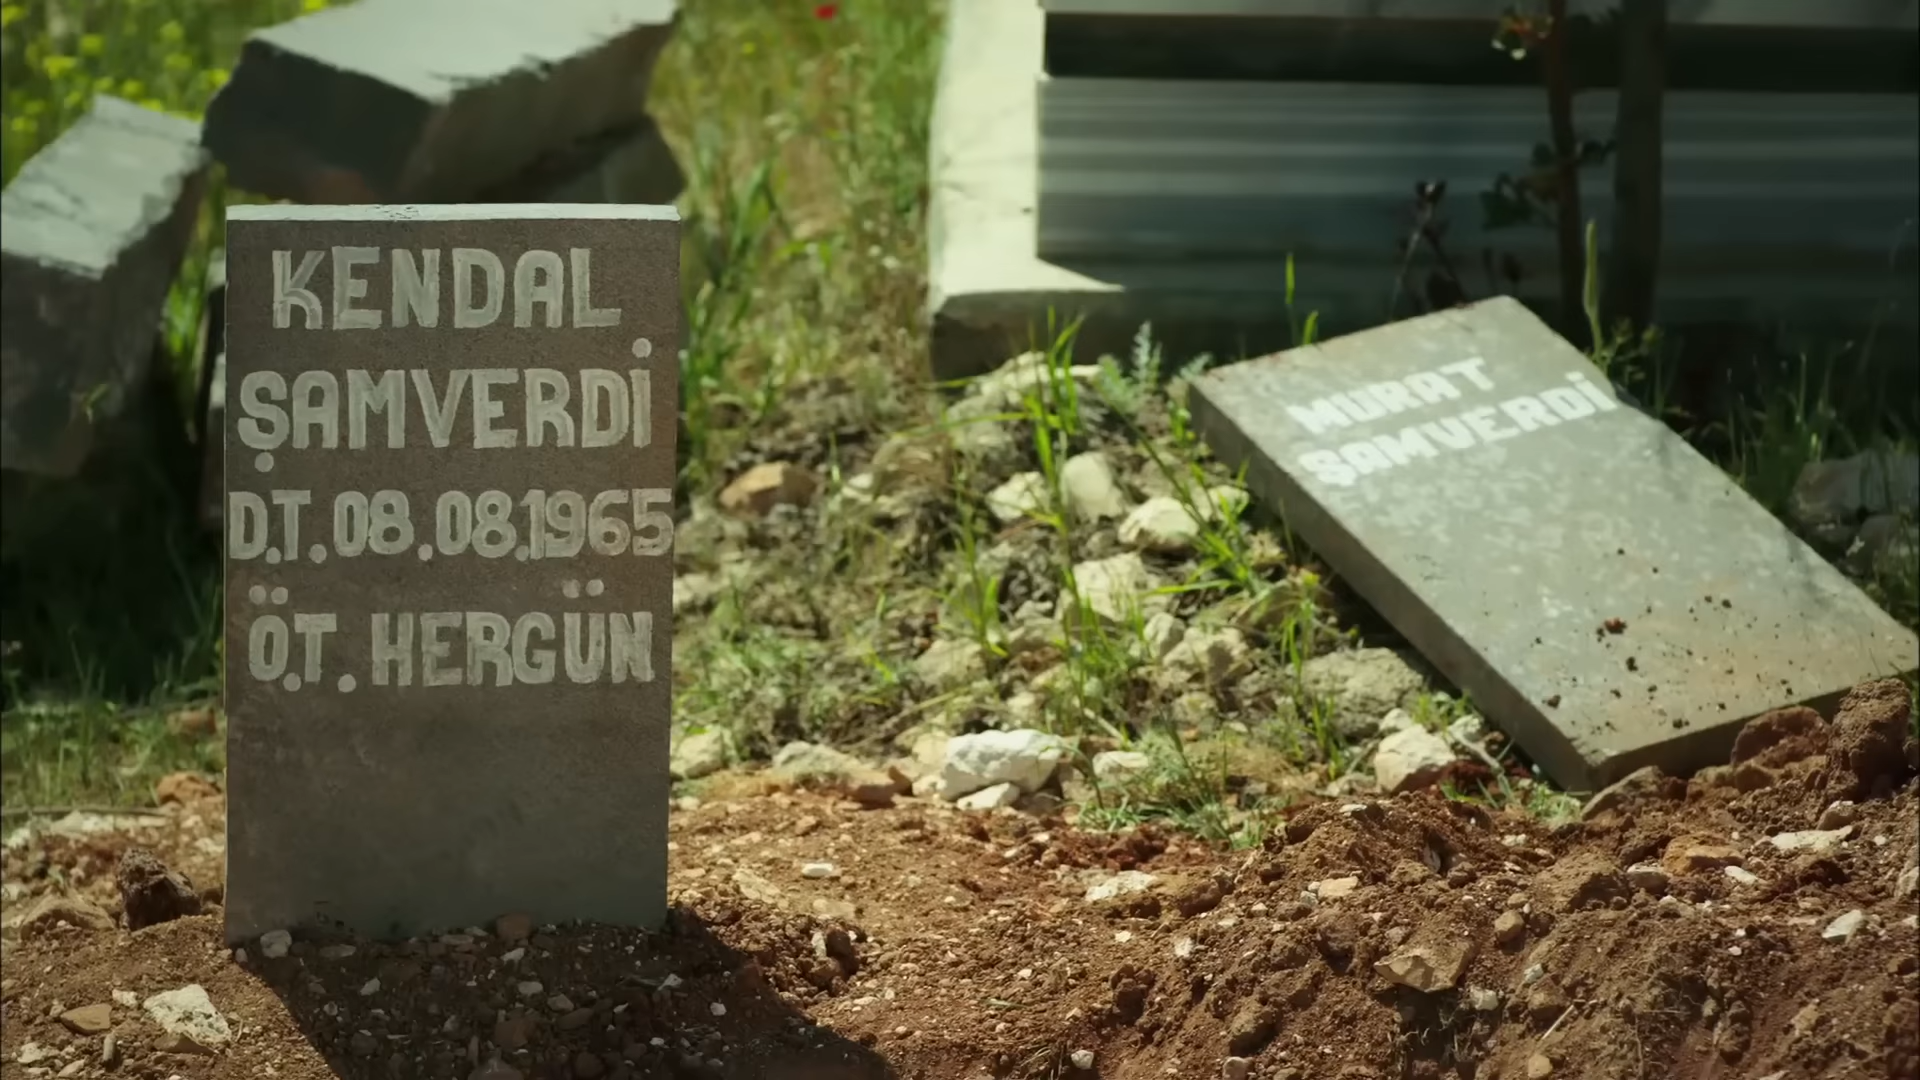 KENDAL
ŞAMVERDİ
D.T. 08.08.1965
Ö.T. HERGÜN
MURAT
ŞAMVERDİ